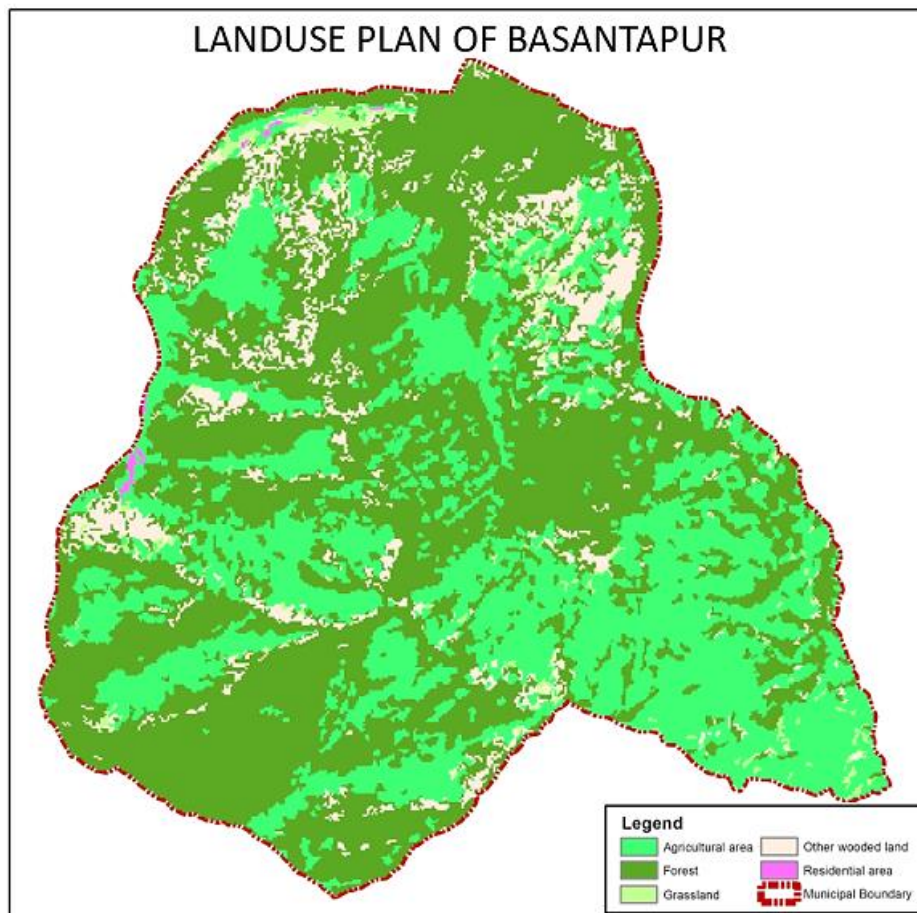 LANDUSE PLAN OF BASANTAPUR
Legend
Agricultural area
Other wooded land
Forest
Residential area
Grassland
Municipal Boundary